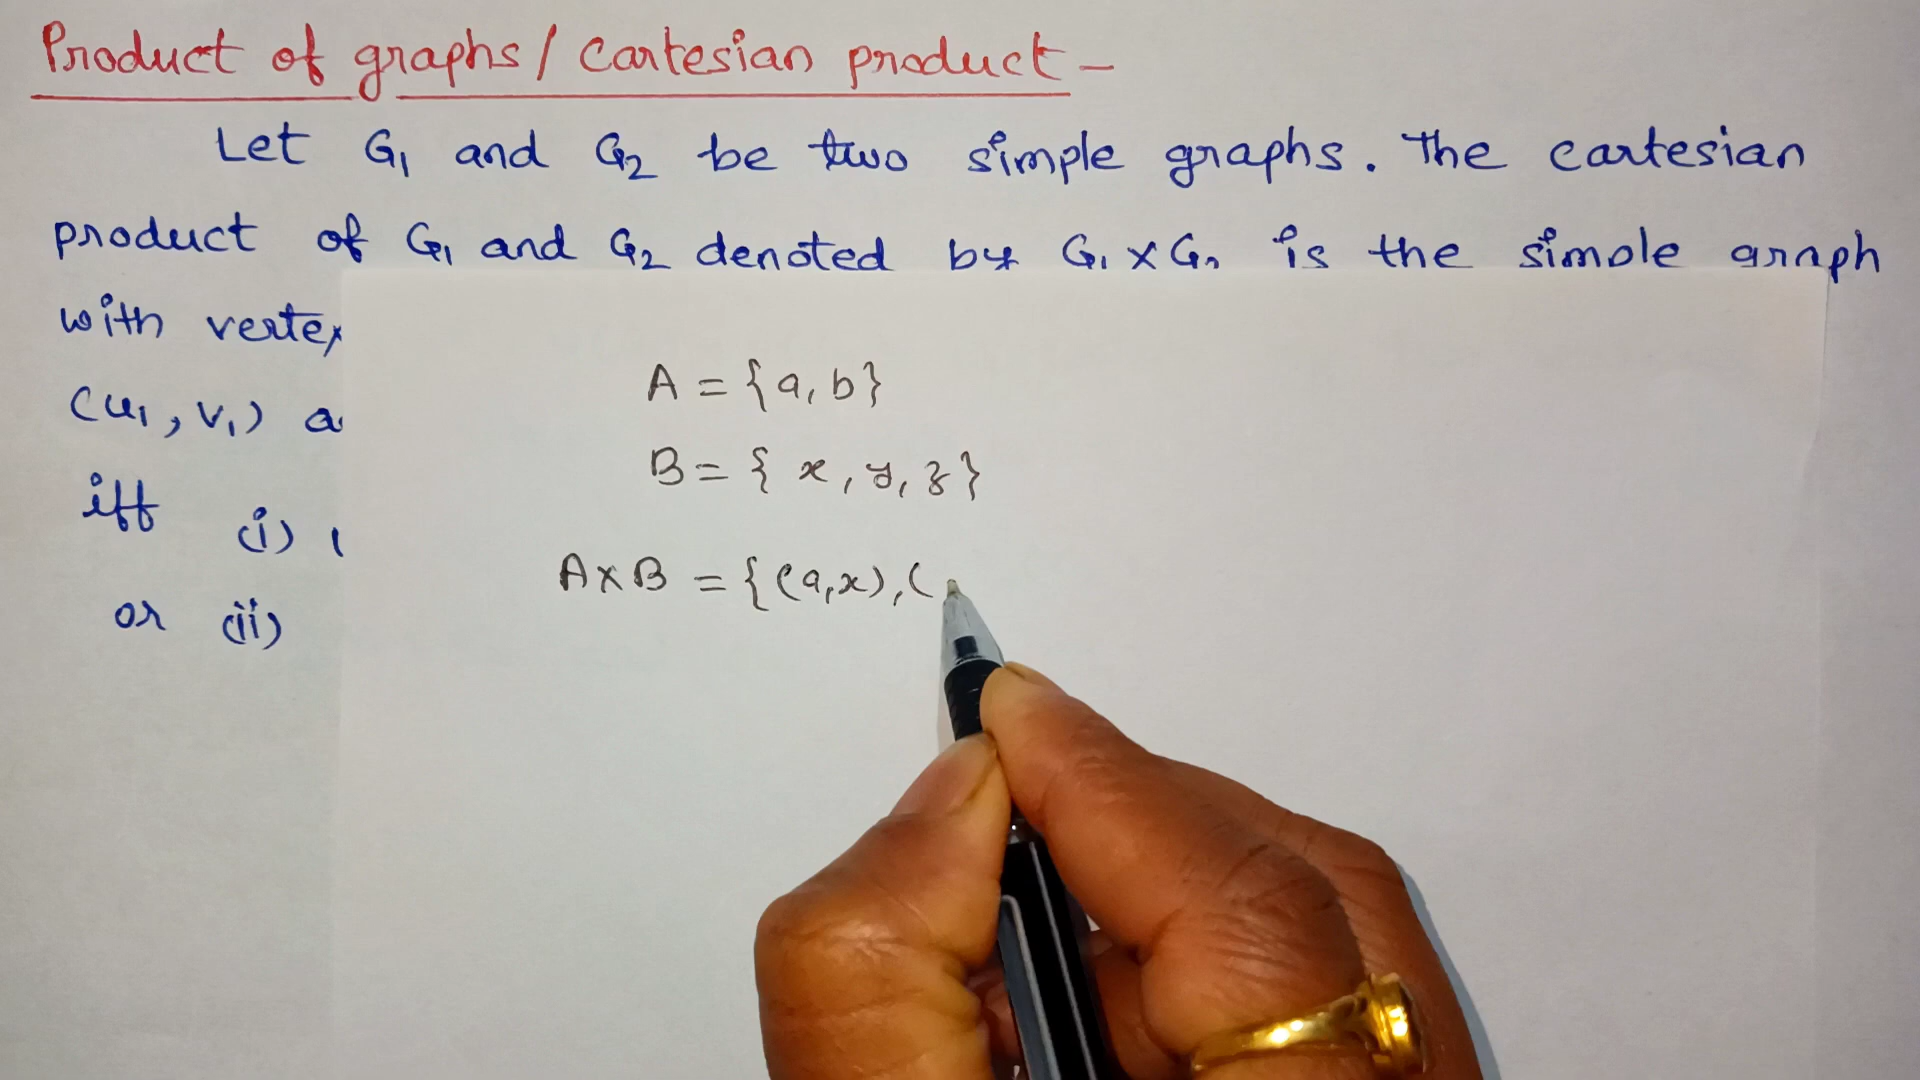 Product of graphs / Cartesian product –
Let G₁ and G₂ be two simple graphs. The cartesian
product of G₁ and G₂ denoted by G₁ × G₂ is the simple graph
with vertex
(u₁, v₁) a
iff (i) (
or (ii)
A = {a, b}
B = { x, y, z}
A×B = {(a,x), (